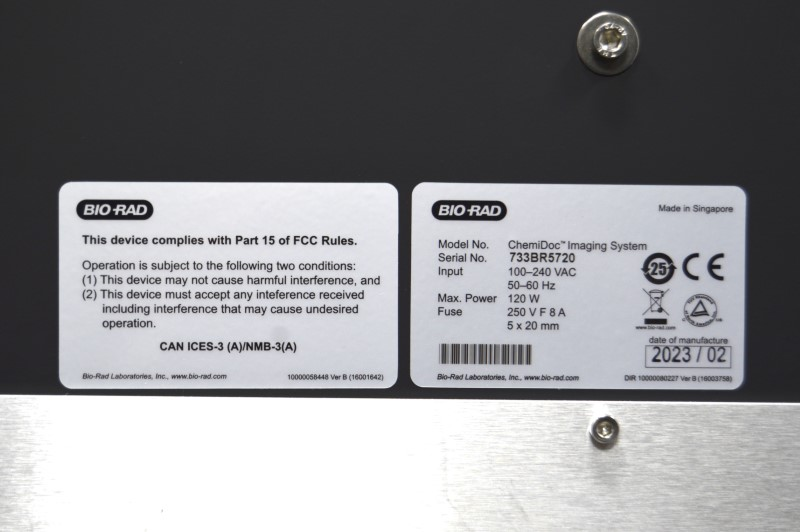 BIO-RAD
This device complies with Part 15 of FCC Rules.
Operation is subject to the following two conditions:
(1) This device may not cause harmful interference, and
(2) This device must accept any interference received
including interference that may cause undesired
operation.
CAN ICES-3 (A)/NMB-3(A)
Bio-Rad Laboratories, Inc., www.bio-rad.com 10000058448 Ver B (16001642)
BIO-RAD
Made in Singapore
Model No. ChemiDoc™ Imaging System
Serial No. 733BR5720
Input 100–240 VAC
50–60 Hz
Max. Power 120 W
Fuse 250 V F 8 A
5 x 20 mm
25 CE
www.bio-rad.com
date of manufacture
2023 / 02
Bio-Rad Laboratories, Inc., www.bio-rad.com DIR 10000080227 Ver B (16003758)